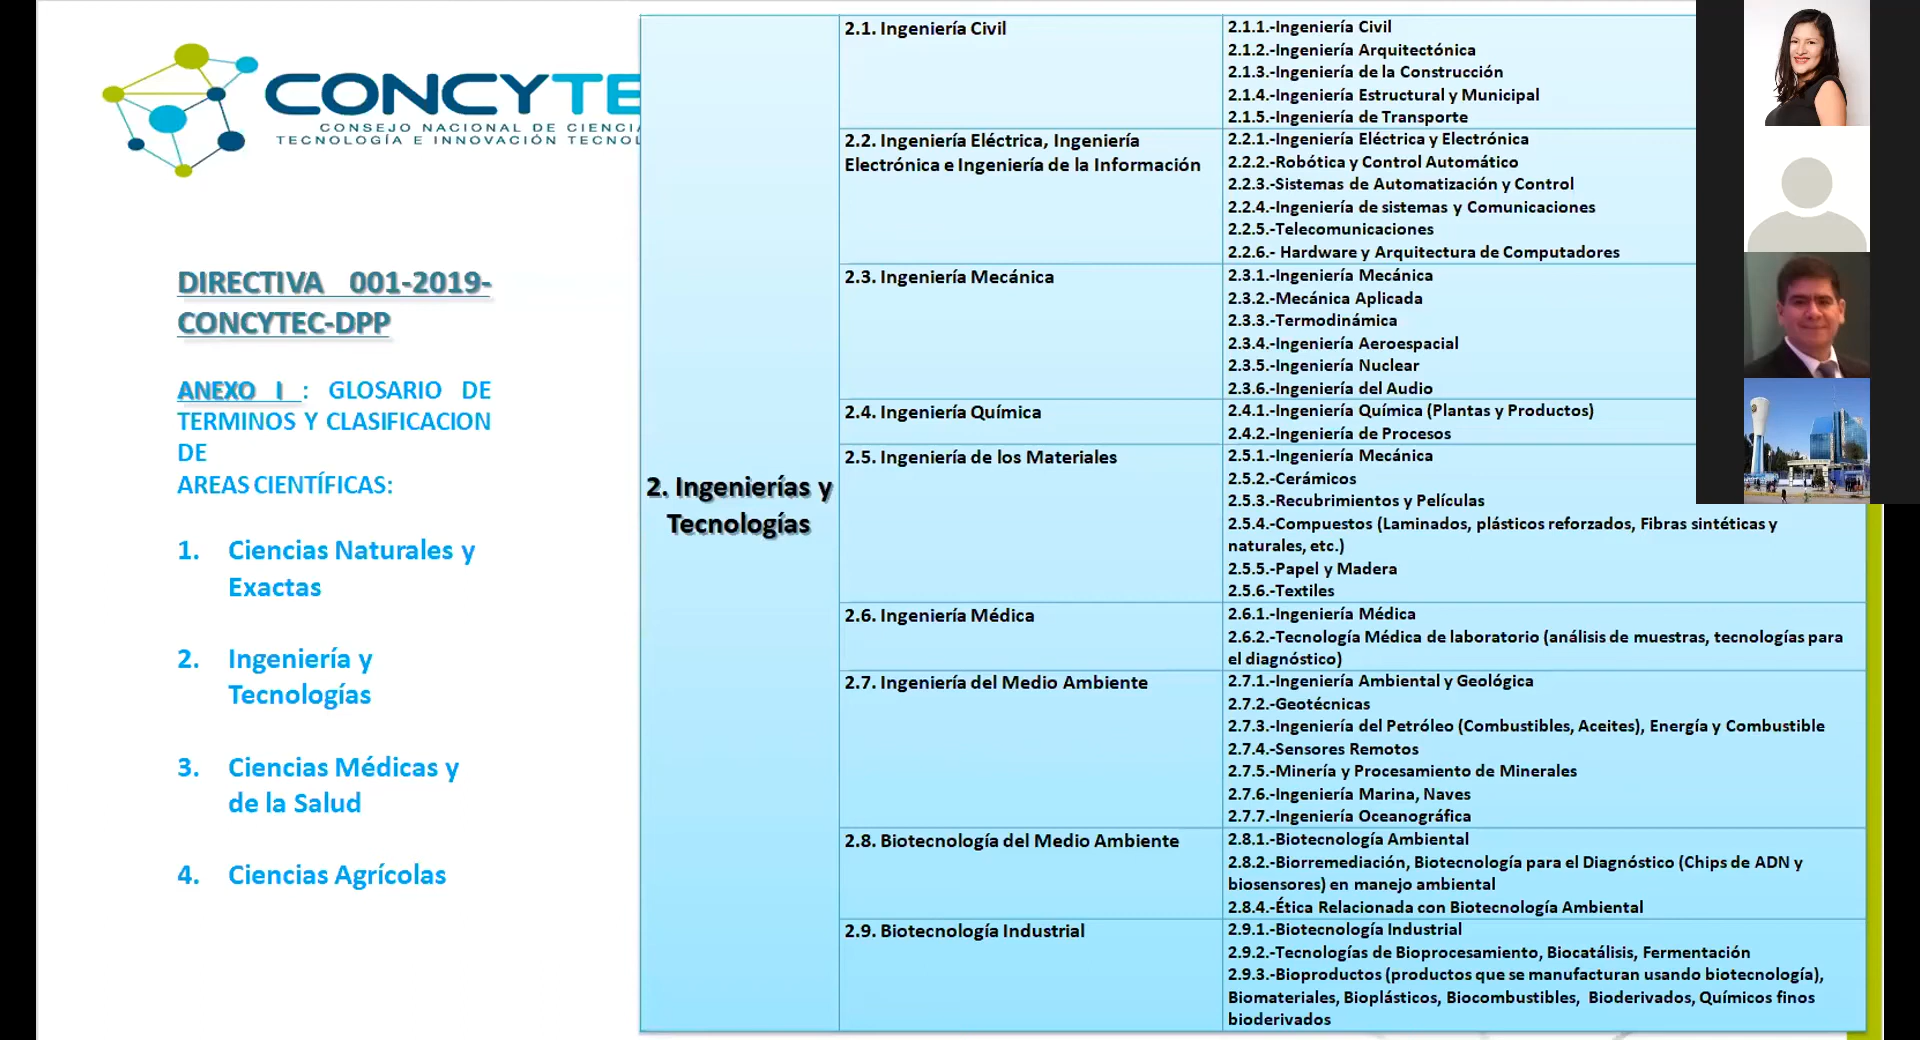 CONCYTE
CONSEJO NACIONAL DE CIENCIA
TECNOLOGÍA E INNOVACIÓN TECNOL
DIRECTIVA 001-2019-
CONCYTEC-DPP
ANEXO I : GLOSARIO DE
TERMINOS Y CLASIFICACION
DE
AREAS CIENTÍFICAS:
1. Ciencias Naturales y
Exactas
2. Ingeniería y
Tecnologías
3. Ciencias Médicas y
de la Salud
4. Ciencias Agrícolas
2. Ingenierías y
Tecnologías
2.1. Ingeniería Civil
2.1.1.-Ingeniería Civil
2.1.2.-Ingeniería Arquitectónica
2.1.3.-Ingeniería de la Construcción
2.1.4.-Ingeniería Estructural y Municipal
2.1.5.-Ingeniería de Transporte
2.2. Ingeniería Eléctrica, Ingeniería
Electrónica e Ingeniería de la Información
2.2.1.-Ingeniería Eléctrica y Electrónica
2.2.2.-Robótica y Control Automático
2.2.3.-Sistemas de Automatización y Control
2.2.4.-Ingeniería de sistemas y Comunicaciones
2.2.5.-Telecomunicaciones
2.2.6.- Hardware y Arquitectura de Computadores
2.3. Ingeniería Mecánica
2.3.1.-Ingeniería Mecánica
2.3.2.-Mecánica Aplicada
2.3.3.-Termodinámica
2.3.4.-Ingeniería Aeroespacial
2.3.5.-Ingeniería Nuclear
2.3.6.-Ingeniería del Audio
2.4. Ingeniería Química
2.4.1.-Ingeniería Química (Plantas y Productos)
2.4.2.-Ingeniería de Procesos
2.5. Ingeniería de los Materiales
2.5.1.-Ingeniería Mecánica
2.5.2.-Cerámicos
2.5.3.-Recubrimientos y Películas
2.5.4.-Compuestos (Laminados, plásticos reforzados, Fibras sintéticas y
naturales, etc.)
2.5.5.-Papel y Madera
2.5.6.-Textiles
2.6. Ingeniería Médica
2.6.1.-Ingeniería Médica
2.6.2.-Tecnología Médica de laboratorio (análisis de muestras, tecnologías para
el diagnóstico)
2.7. Ingeniería del Medio Ambiente
2.7.1.-Ingeniería Ambiental y Geológica
2.7.2.-Geotécnicas
2.7.3.-Ingeniería del Petróleo (Combustibles, Aceites), Energía y Combustible
2.7.4.-Sensores Remotos
2.7.5.-Minería y Procesamiento de Minerales
2.7.6.-Ingeniería Marina, Naves
2.7.7.-Ingeniería Oceanográfica
2.8. Biotecnología del Medio Ambiente
2.8.1.-Biotecnología Ambiental
2.8.2.-Biorremediación, Biotecnología para el Diagnóstico (Chips de ADN y
biosensores) en manejo ambiental
2.8.4.-Ética Relacionada con Biotecnología Ambiental
2.9. Biotecnología Industrial
2.9.1.-Biotecnología Industrial
2.9.2.-Tecnologías de Bioprocesamiento, Biocatálisis, Fermentación
2.9.3.-Bioproductos (productos que se manufacturan usando biotecnología),
Biomateriales, Bioplásticos, Biocombustibles, Bioderivados, Químicos finos
bioderivados